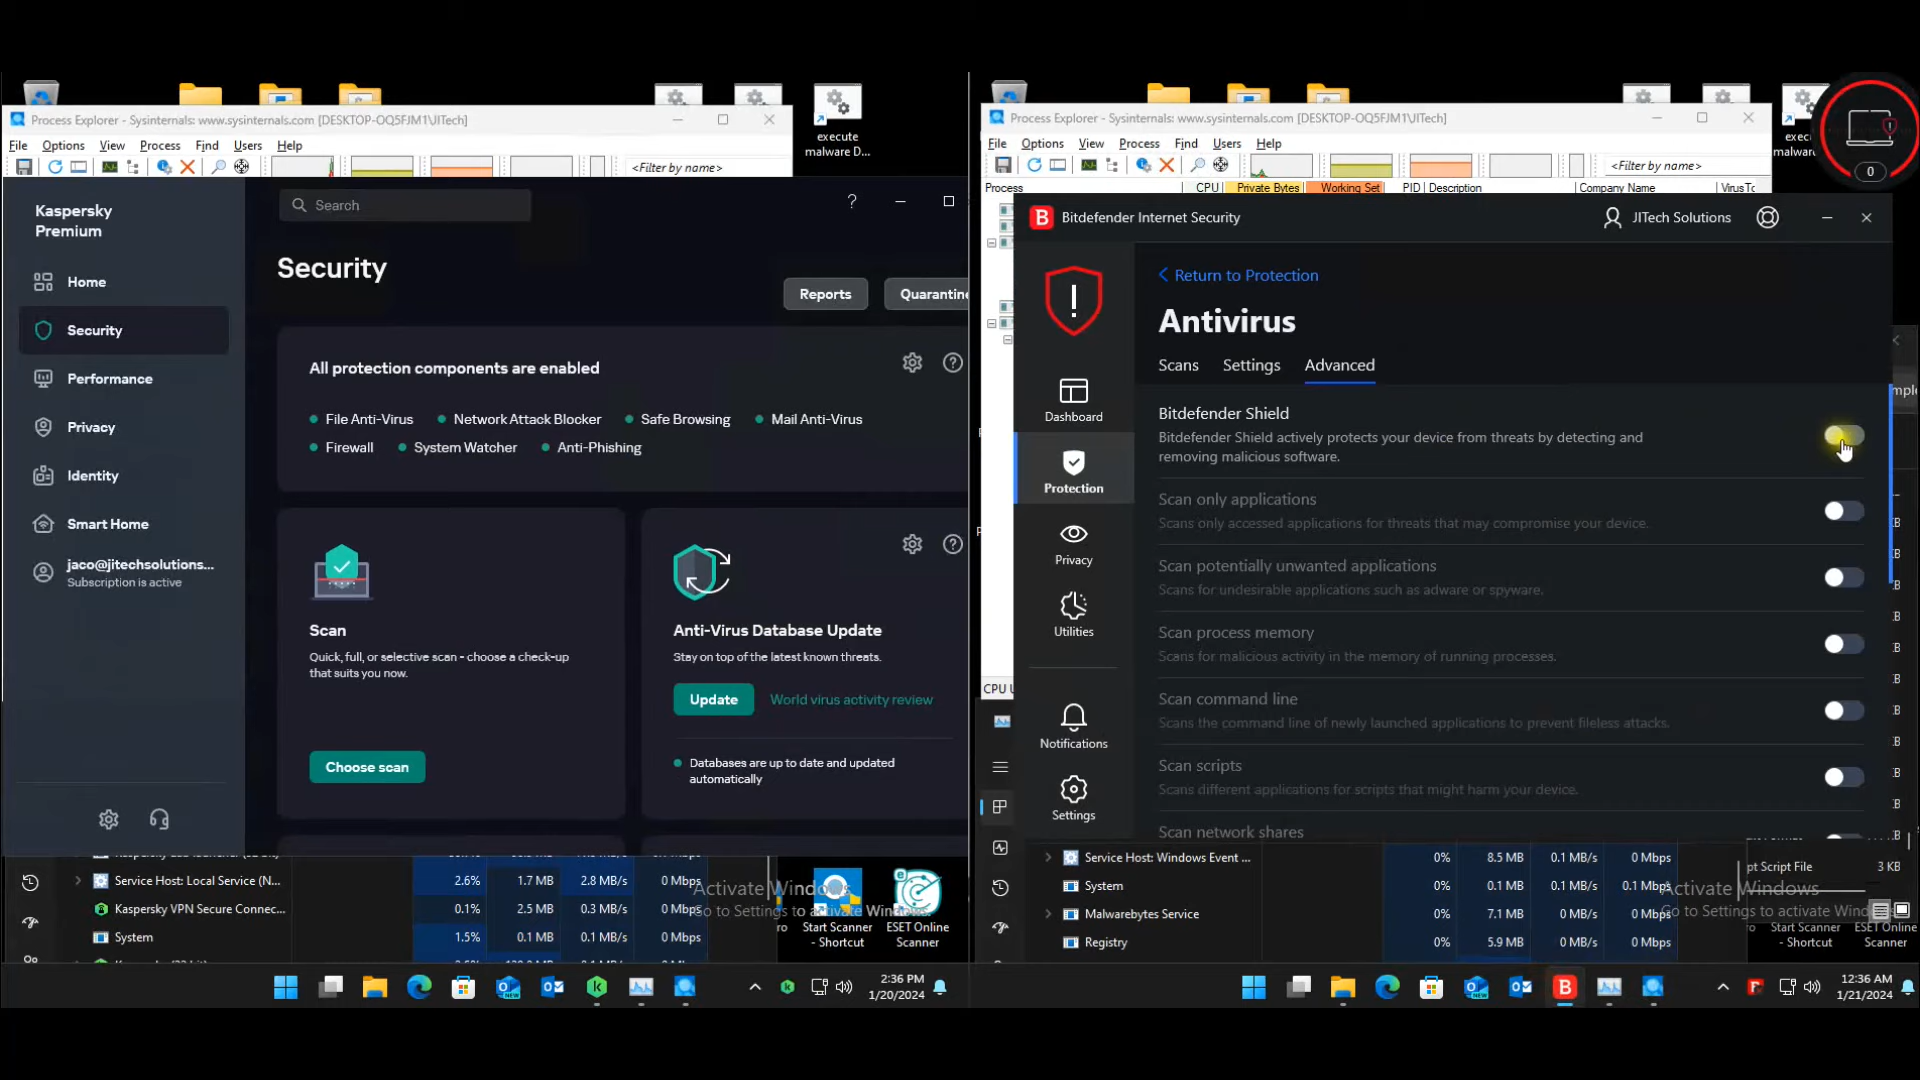 Process Explorer - Sysinternals: www.sysinternals.com [DESKTOP-OQ5FJM1\JITech]
File Options View Process Find Users Help
<Filter by name>
execute
malware D...
Kaspersky
Premium
Home
Security
Performance
Privacy
Identity
Smart Home
jaco@jitechsolutions...
Subscription is active
Search
?
Security
Reports
Quarantine
All protection components are enabled
File Anti-Virus
Network Attack Blocker
Safe Browsing
Mail Anti-Virus
Firewall
System Watcher
Anti-Phishing
Scan
Quick, full, or selective scan - choose a check-up
that suits you now.
Choose scan
Anti-Virus Database Update
Stay on top of the latest known threats.
Update
World virus activity review
Databases are up to date and updated
automatically
Service Host: Local Service (N... 2.6% 1.7 MB 2.8 MB/s 0 Mbps
Kaspersky VPN Secure Connec... 0.1% 2.5 MB 0.3 MB/s 0 Mbps
System 1.5% 0.1 MB 0.1 MB/s 0 Mbps
Activate Windows
Go to Settings to activate Windows.
Start Scanner
- Shortcut
ESET Online
Scanner
2:36 PM
1/20/2024
Process Explorer - Sysinternals: www.sysinternals.com [DESKTOP-OQ5FJM1\JITech]
File Options View Process Find Users Help
<Filter by name>
Process CPU Private Bytes Working Set PID Description Company Name
0
Bitdefender Internet Security
JITech Solutions
Dashboard
Protection
Privacy
Utilities
Notifications
Settings
Return to Protection
Antivirus
Scans Settings Advanced
Bitdefender Shield
Bitdefender Shield actively protects your device from threats by detecting and
removing malicious software.
Scan only applications
Scans only accessed applications for threats that may compromise your device.
Scan potentially unwanted applications
Scans for undesirable applications such as adware or spyware.
Scan process memory
Scans for malicious activity in the memory of running processes.
Scan command line
Scans the command line of newly launched applications to prevent fileless attacks.
Scan scripts
Scans different applications for scripts that might harm your device.
Scan network shares
CPU U
Service Host: Windows Event ... 0% 8.5 MB 0.1 MB/s 0 Mbps
System 0% 0.1 MB 0.1 MB/s 0.1 Mbps
Malwarebytes Service 0% 7.1 MB 0 MB/s 0 Mbps
Registry 0% 5.9 MB 0 MB/s 0 Mbps
pt Script File 3 KB
Activate Windows
Go to Settings to activate Wind
Start Scanner
- Shortcut
ESET Online
Scanner
12:36 AM
1/21/2024